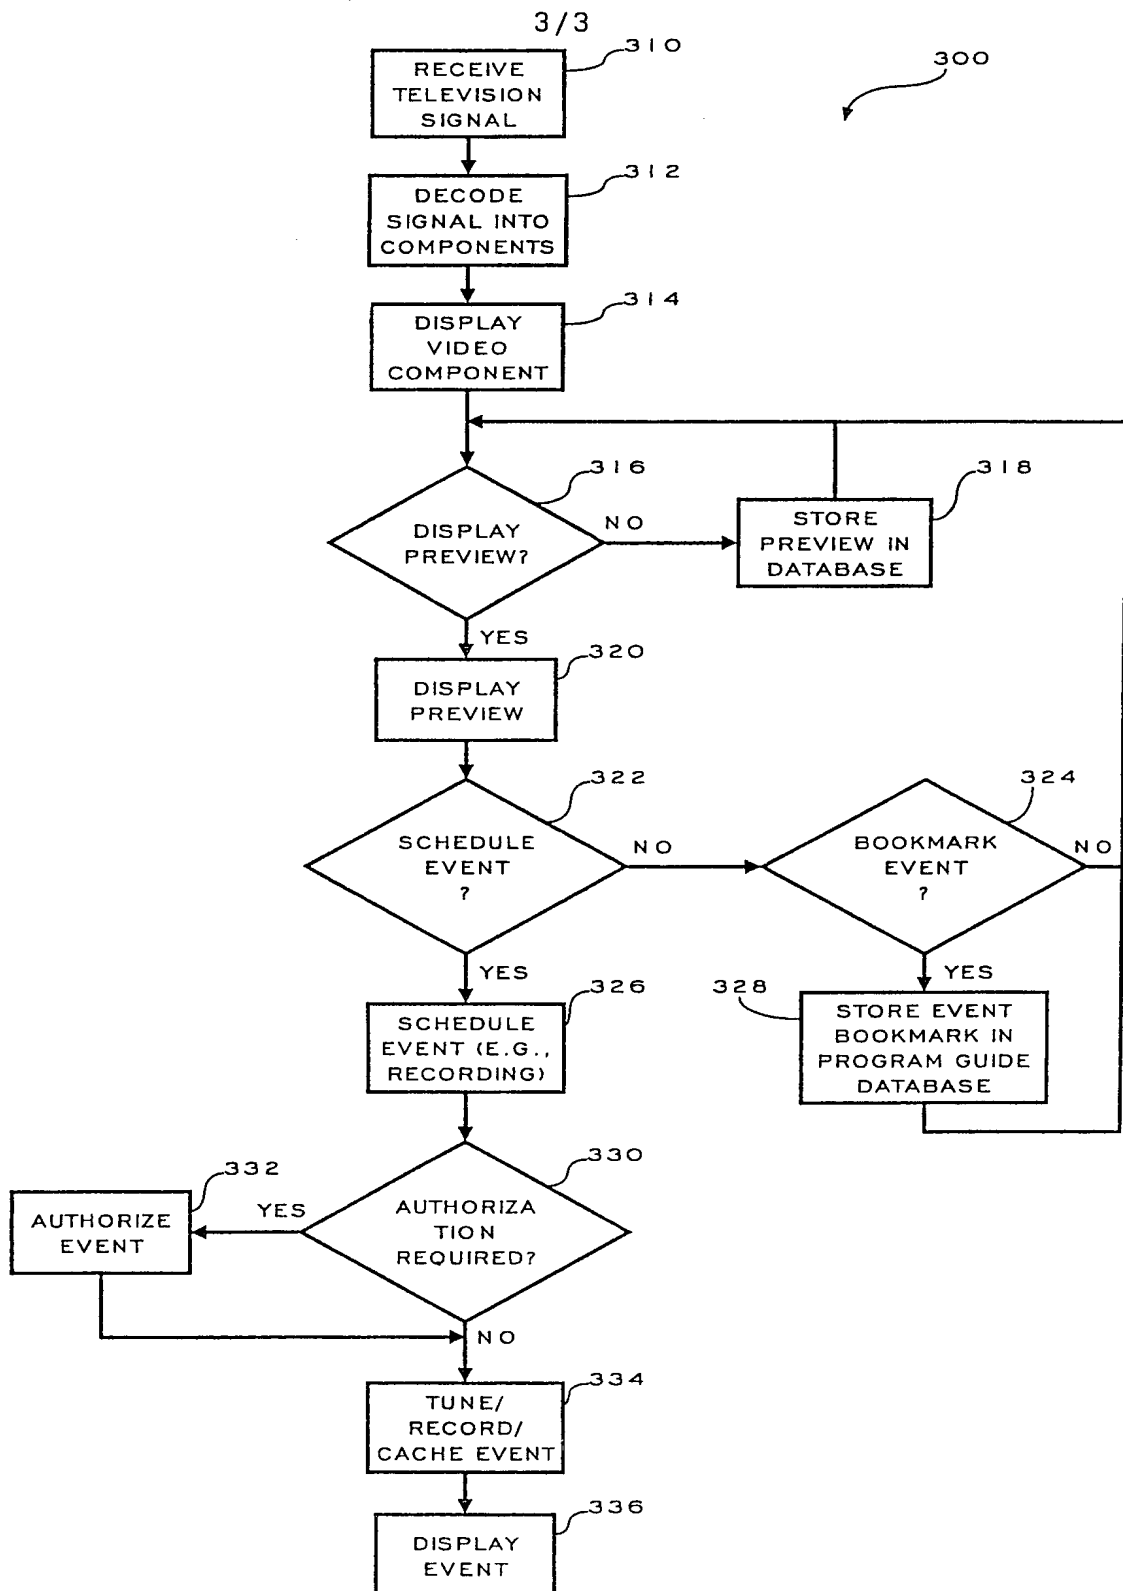 3/3
310
RECEIVE
TELEVISION
SIGNAL
300
312
DECODE
SIGNAL INTO
COMPONENTS
314
DISPLAY
VIDEO
COMPONENT
316
DISPLAY
PREVIEW?
NO
318
STORE
PREVIEW IN
DATABASE
YES
320
DISPLAY
PREVIEW
322
SCHEDULE
EVENT
?
NO
324
BOOKMARK
EVENT
?
NO
YES
326
SCHEDULE
EVENT (E.G.,
RECORDING)
YES
328
STORE EVENT
BOOKMARK IN
PROGRAM GUIDE
DATABASE
330
AUTHORIZA
TION
REQUIRED?
YES
332
AUTHORIZE
EVENT
NO
334
TUNE/
RECORD/
CACHE EVENT
336
DISPLAY
EVENT